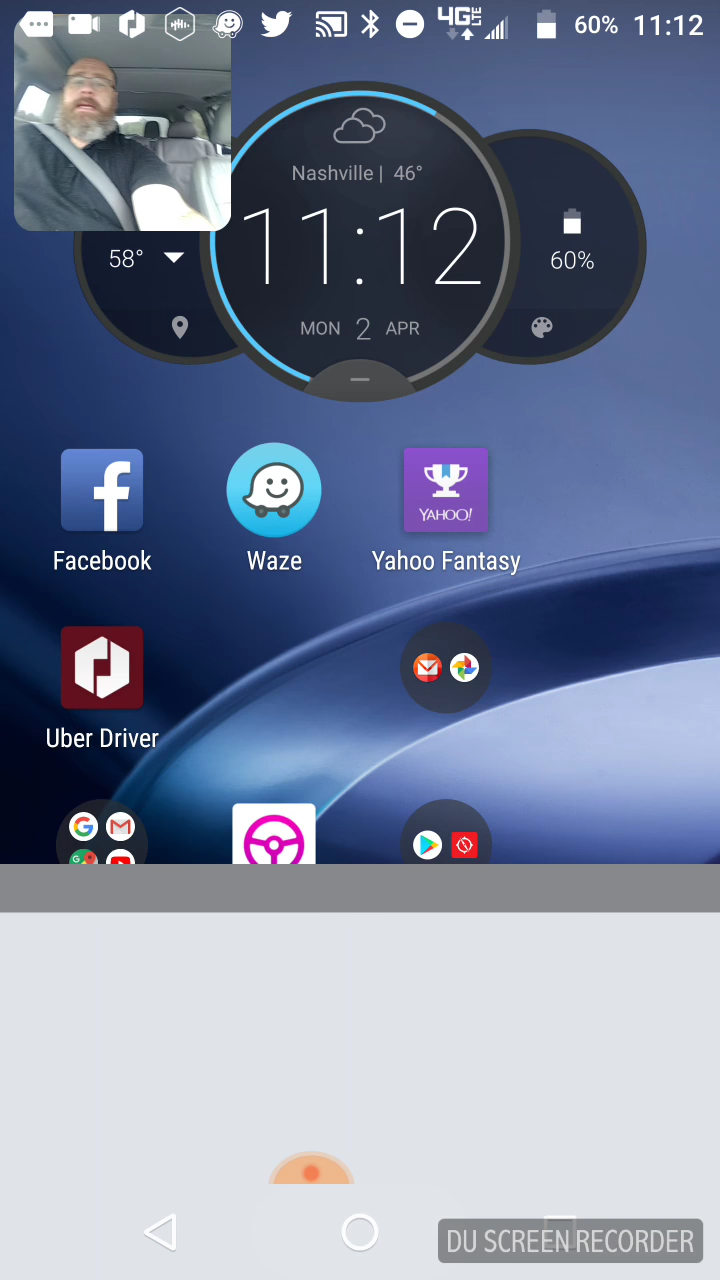 4G LTE 60% 11:12
Nashville | 46°
11:12
58°
60%
MON 2 APR
Facebook
Waze
YAHOO!
Yahoo Fantasy
Uber Driver
DU SCREEN RECORDER